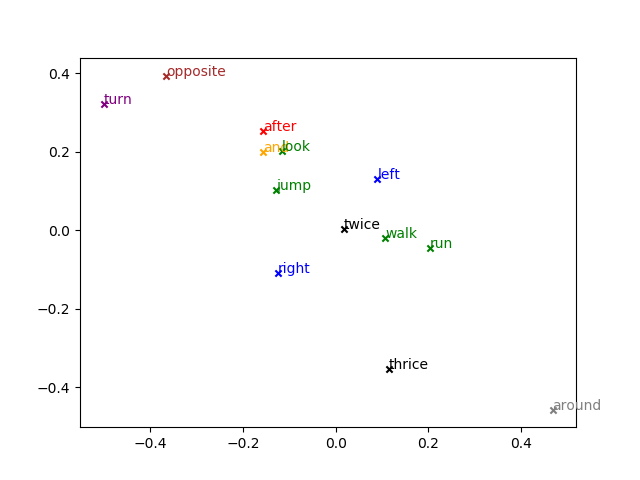 0.4
opposite
turn
after
and
look
0.2
left
jump
twice
0.0
walk
run
right
−0.2
thrice
−0.4
around
−0.4
−0.2
0.0
0.2
0.4